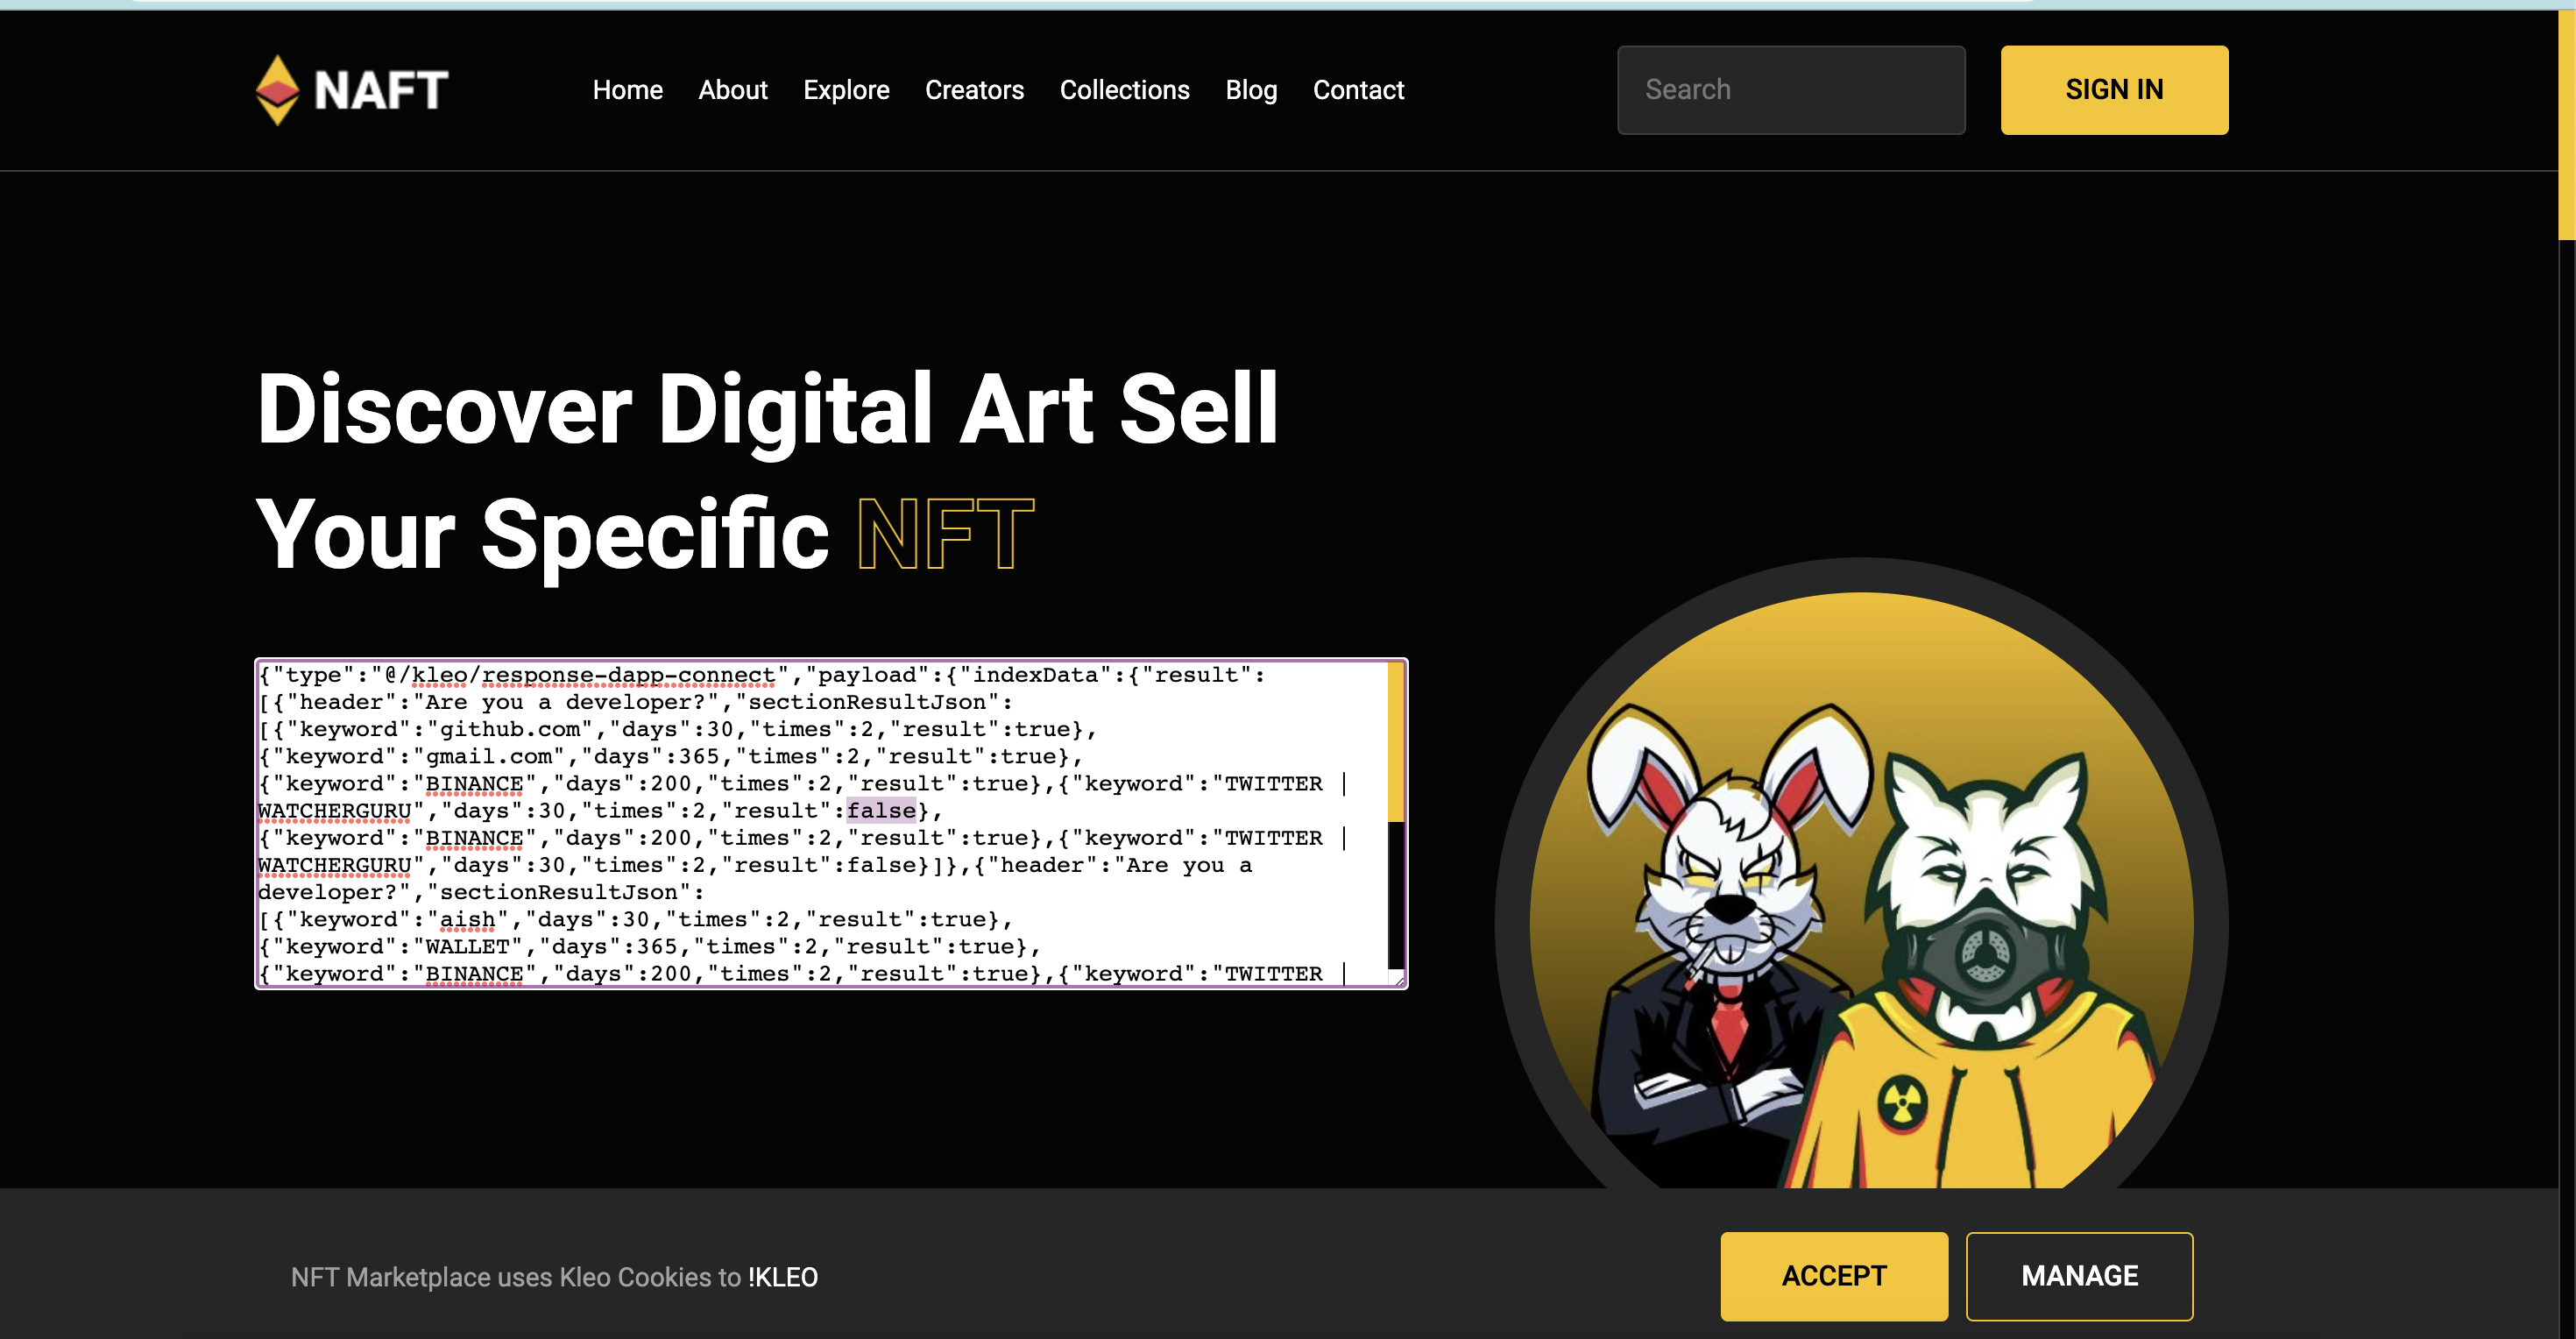 NAFT
Home About Explore Creators Collections Blog Contact
Search
SIGN IN
Discover Digital Art Sell
Your Specific NFT
{"type":"@/kleo/response-dapp-connect","payload":{"indexData":{"result":
[{"header":"Are you a developer?","sectionResultJson":
[{"keyword":"github.com","days":30,"times":2,"result":true},
{"keyword":"gmail.com","days":365,"times":2,"result":true},
{"keyword":"BINANCE","days":200,"times":2,"result":true},{"keyword":"TWITTER |
WATCHERGURU","days":30,"times":2,"result":false},
{"keyword":"BINANCE","days":200,"times":2,"result":true},{"keyword":"TWITTER |
WATCHERGURU","days":30,"times":2,"result":false}]},{"header":"Are you a
developer?","sectionResultJson":
[{"keyword":"aish","days":30,"times":2,"result":true},
{"keyword":"WALLET","days":365,"times":2,"result":true},
{"keyword":"BINANCE","days":200,"times":2,"result":true},{"keyword":"TWITTER |
NFT Marketplace uses Kleo Cookies to !KLEO
ACCEPT
MANAGE